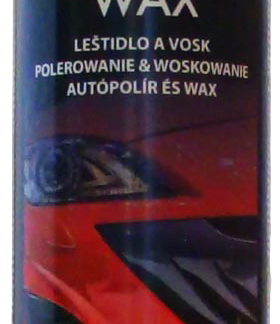 WAX
LEŠTIDLO A VOSK
POLEROWANIE & WOSKOWANIE
AUTÓPOLÍR ÉS WAX